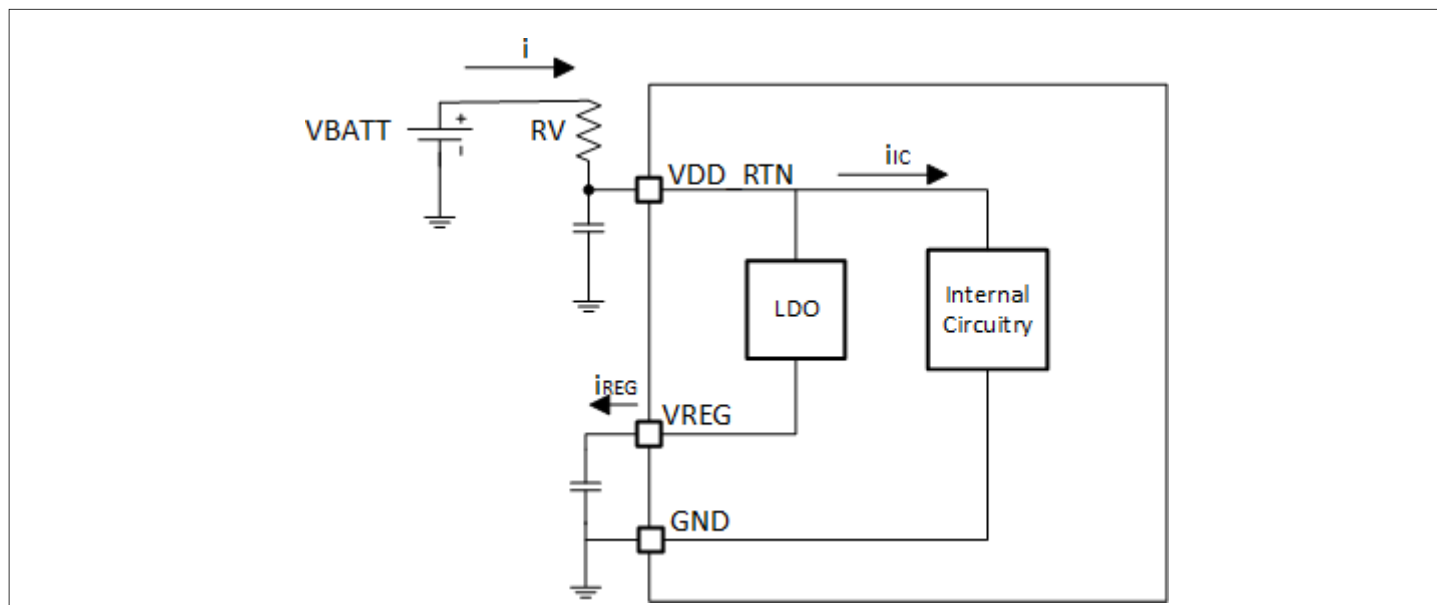 i
VBATT
+
RV
VDD_RTN
iIC
LDO
Internal
Circuitry
iREG
VREG
GND